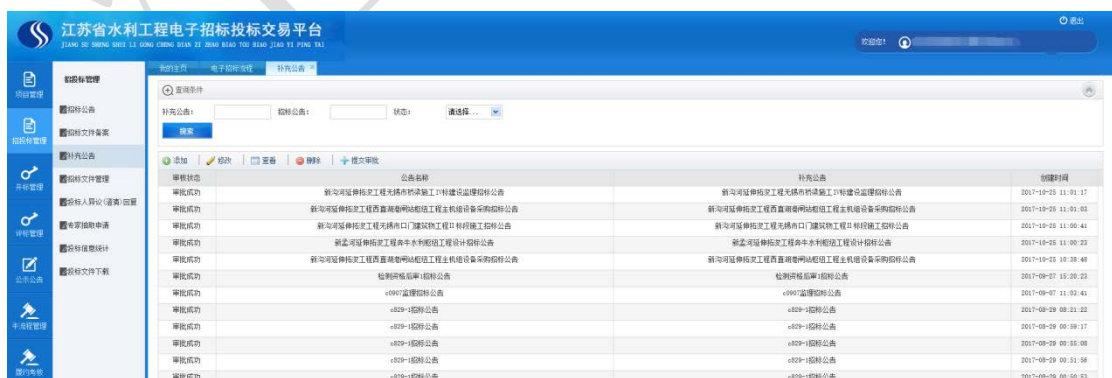 江苏省水利工程电子招标投标交易平台
JIANG SU SHENG SHUI LI GONG CHENG DIAN ZI ZHAO BIAO TOU BIAO JIAO YI PING TAI
退出
欢迎您!
项目管理
招投标管理
开标管理
评标管理
公示公告
履约考核
招投标管理
招标公告
招标文件备案
补充公告
招标文件管理
投标人异议(澄清)回复
专家抽取申请
投标信息统计
投标文件下载
我的主页 电子招标流程 补充公告 ×
查询条件
补充公告: 招标公告: 状态: 请选择...
搜索
添加 修改 查看 删除 提交审批
审核状态 公告名称 补充公告 创建时间
审批成功 新沟河延伸拓浚工程无锡市桥梁施工IV标建设监理招标公告 新沟河延伸拓浚工程无锡市桥梁施工IV标建设监理招标公告 2017-10-25 11:01:17
审批成功 新沟河延伸拓浚工程西直湖港闸站枢纽工程主机组设备采购招标公告 新沟河延伸拓浚工程西直湖港闸站枢纽工程主机组设备采购招标公告 2017-10-25 11:01:03
审批成功 新沟河延伸拓浚工程无锡市口门建筑物工程II标段施工招标公告 新沟河延伸拓浚工程无锡市口门建筑物工程II标段施工招标公告 2017-10-25 11:00:41
审批成功 新孟河延伸拓浚工程奔牛水利枢纽工程设计招标公告 新孟河延伸拓浚工程奔牛水利枢纽工程设计招标公告 2017-10-25 11:00:23
审批成功 新沟河延伸拓浚工程西直湖港闸站枢纽工程主机组设备采购招标公告 新沟河延伸拓浚工程西直湖港闸站枢纽工程主机组设备采购招标公告 2017-10-25 10:38:48
审批成功 检测资格后审1招标公告 检测资格后审1招标公告 2017-09-27 15:20:23
审批成功 c0907监理招标公告 c0907监理招标公告 2017-09-07 11:02:41
审批成功 c829-1招标公告 c829-1招标公告 2017-08-29 08:21:22
审批成功 c829-1招标公告 c829-1招标公告 2017-08-29 00:59:17
审批成功 c829-1招标公告 c829-1招标公告 2017-08-29 00:55:08
审批成功 c829-1招标公告 c829-1招标公告 2017-08-29 00:51:56
审批成功 c829-1招标公告 c829-1招标公告 2017-08-29 00:50:53